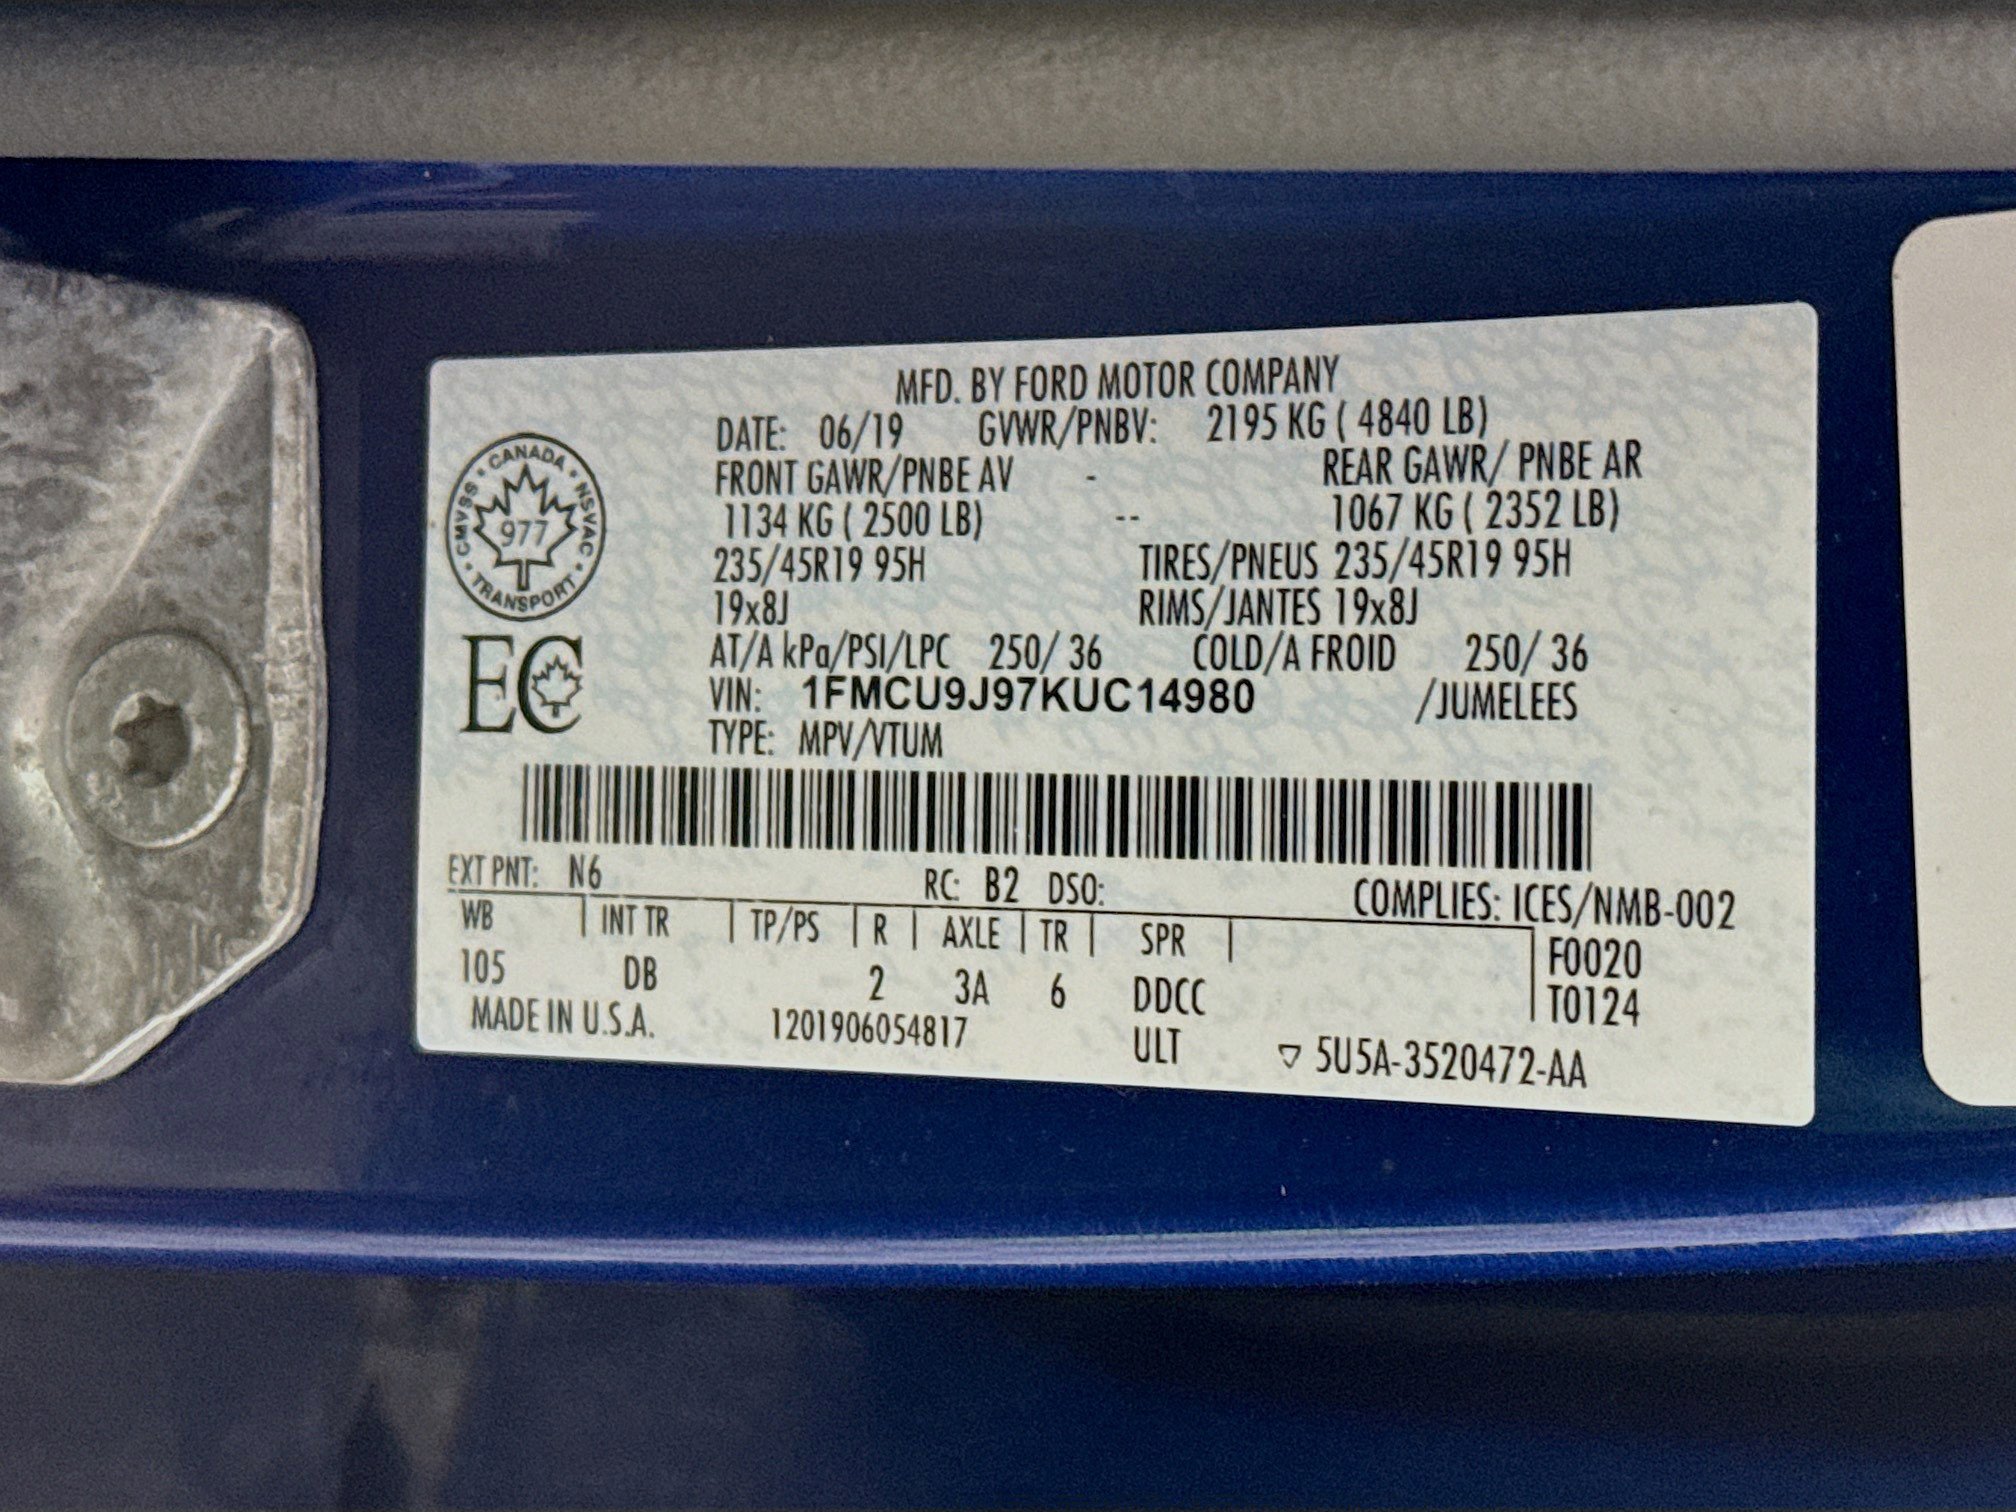 MFD. BY FORD MOTOR COMPANY
DATE: 06/19 GVWR/PNBV: 2195 KG ( 4840 LB)
FRONT GAWR/PNBE AV - REAR GAWR/ PNBE AR
1134 KG ( 2500 LB) -- 1067 KG ( 2352 LB)
235/45R19 95H TIRES/PNEUS 235/45R19 95H
19x8J RIMS/JANTES 19x8J
AT/A kPa/PSI/LPC 250/ 36 COLD/A FROID 250/ 36
VIN: 1FMCU9J97KUC14980 /JUMELEES
TYPE: MPV/VTUM
CANADA · NSVAC · TRANSPORT · CMVSS ·
977
EC
EXT PNT: N6 RC: B2 DSO: COMPLIES: ICES/NMB-002
WB | INT TR | TP/PS | R | AXLE | TR | SPR | F0020
105 DB 2 3A 6 DDCC T0124
MADE IN U.S.A. 1201906054817 ULT ▽ 5U5A-3520472-AA